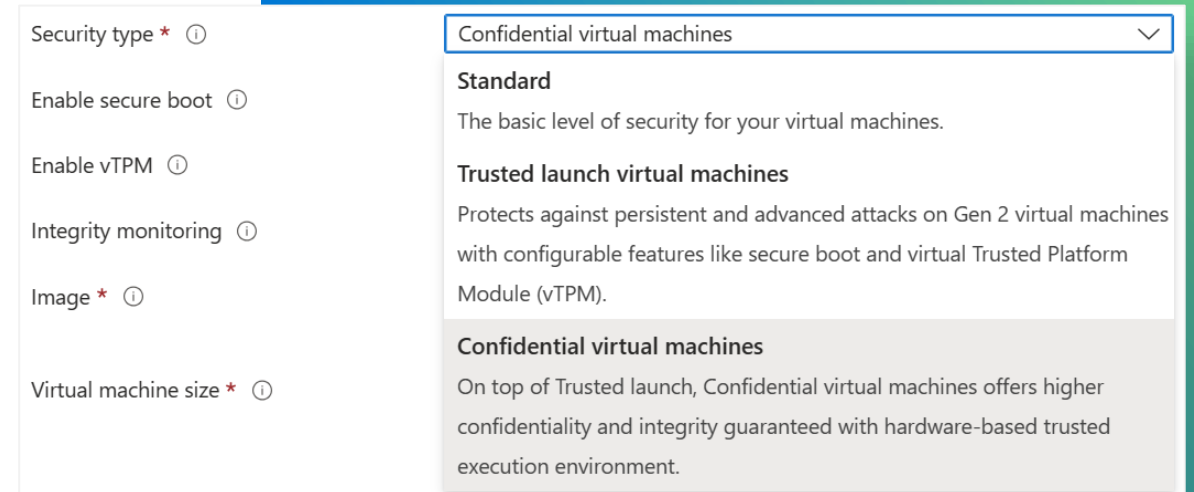 Security type * Confidential virtual machines
Standard
Enable secure boot
The basic level of security for your virtual machines.
Enable vTPM
Trusted launch virtual machines
Protects against persistent and advanced attacks on Gen 2 virtual machines
Integrity monitoring
with configurable features like secure boot and virtual Trusted Platform
Module (vTPM).
Image *
Confidential virtual machines
Virtual machine size *
On top of Trusted launch, Confidential virtual machines offers higher
confidentiality and integrity guaranteed with hardware-based trusted
execution environment.